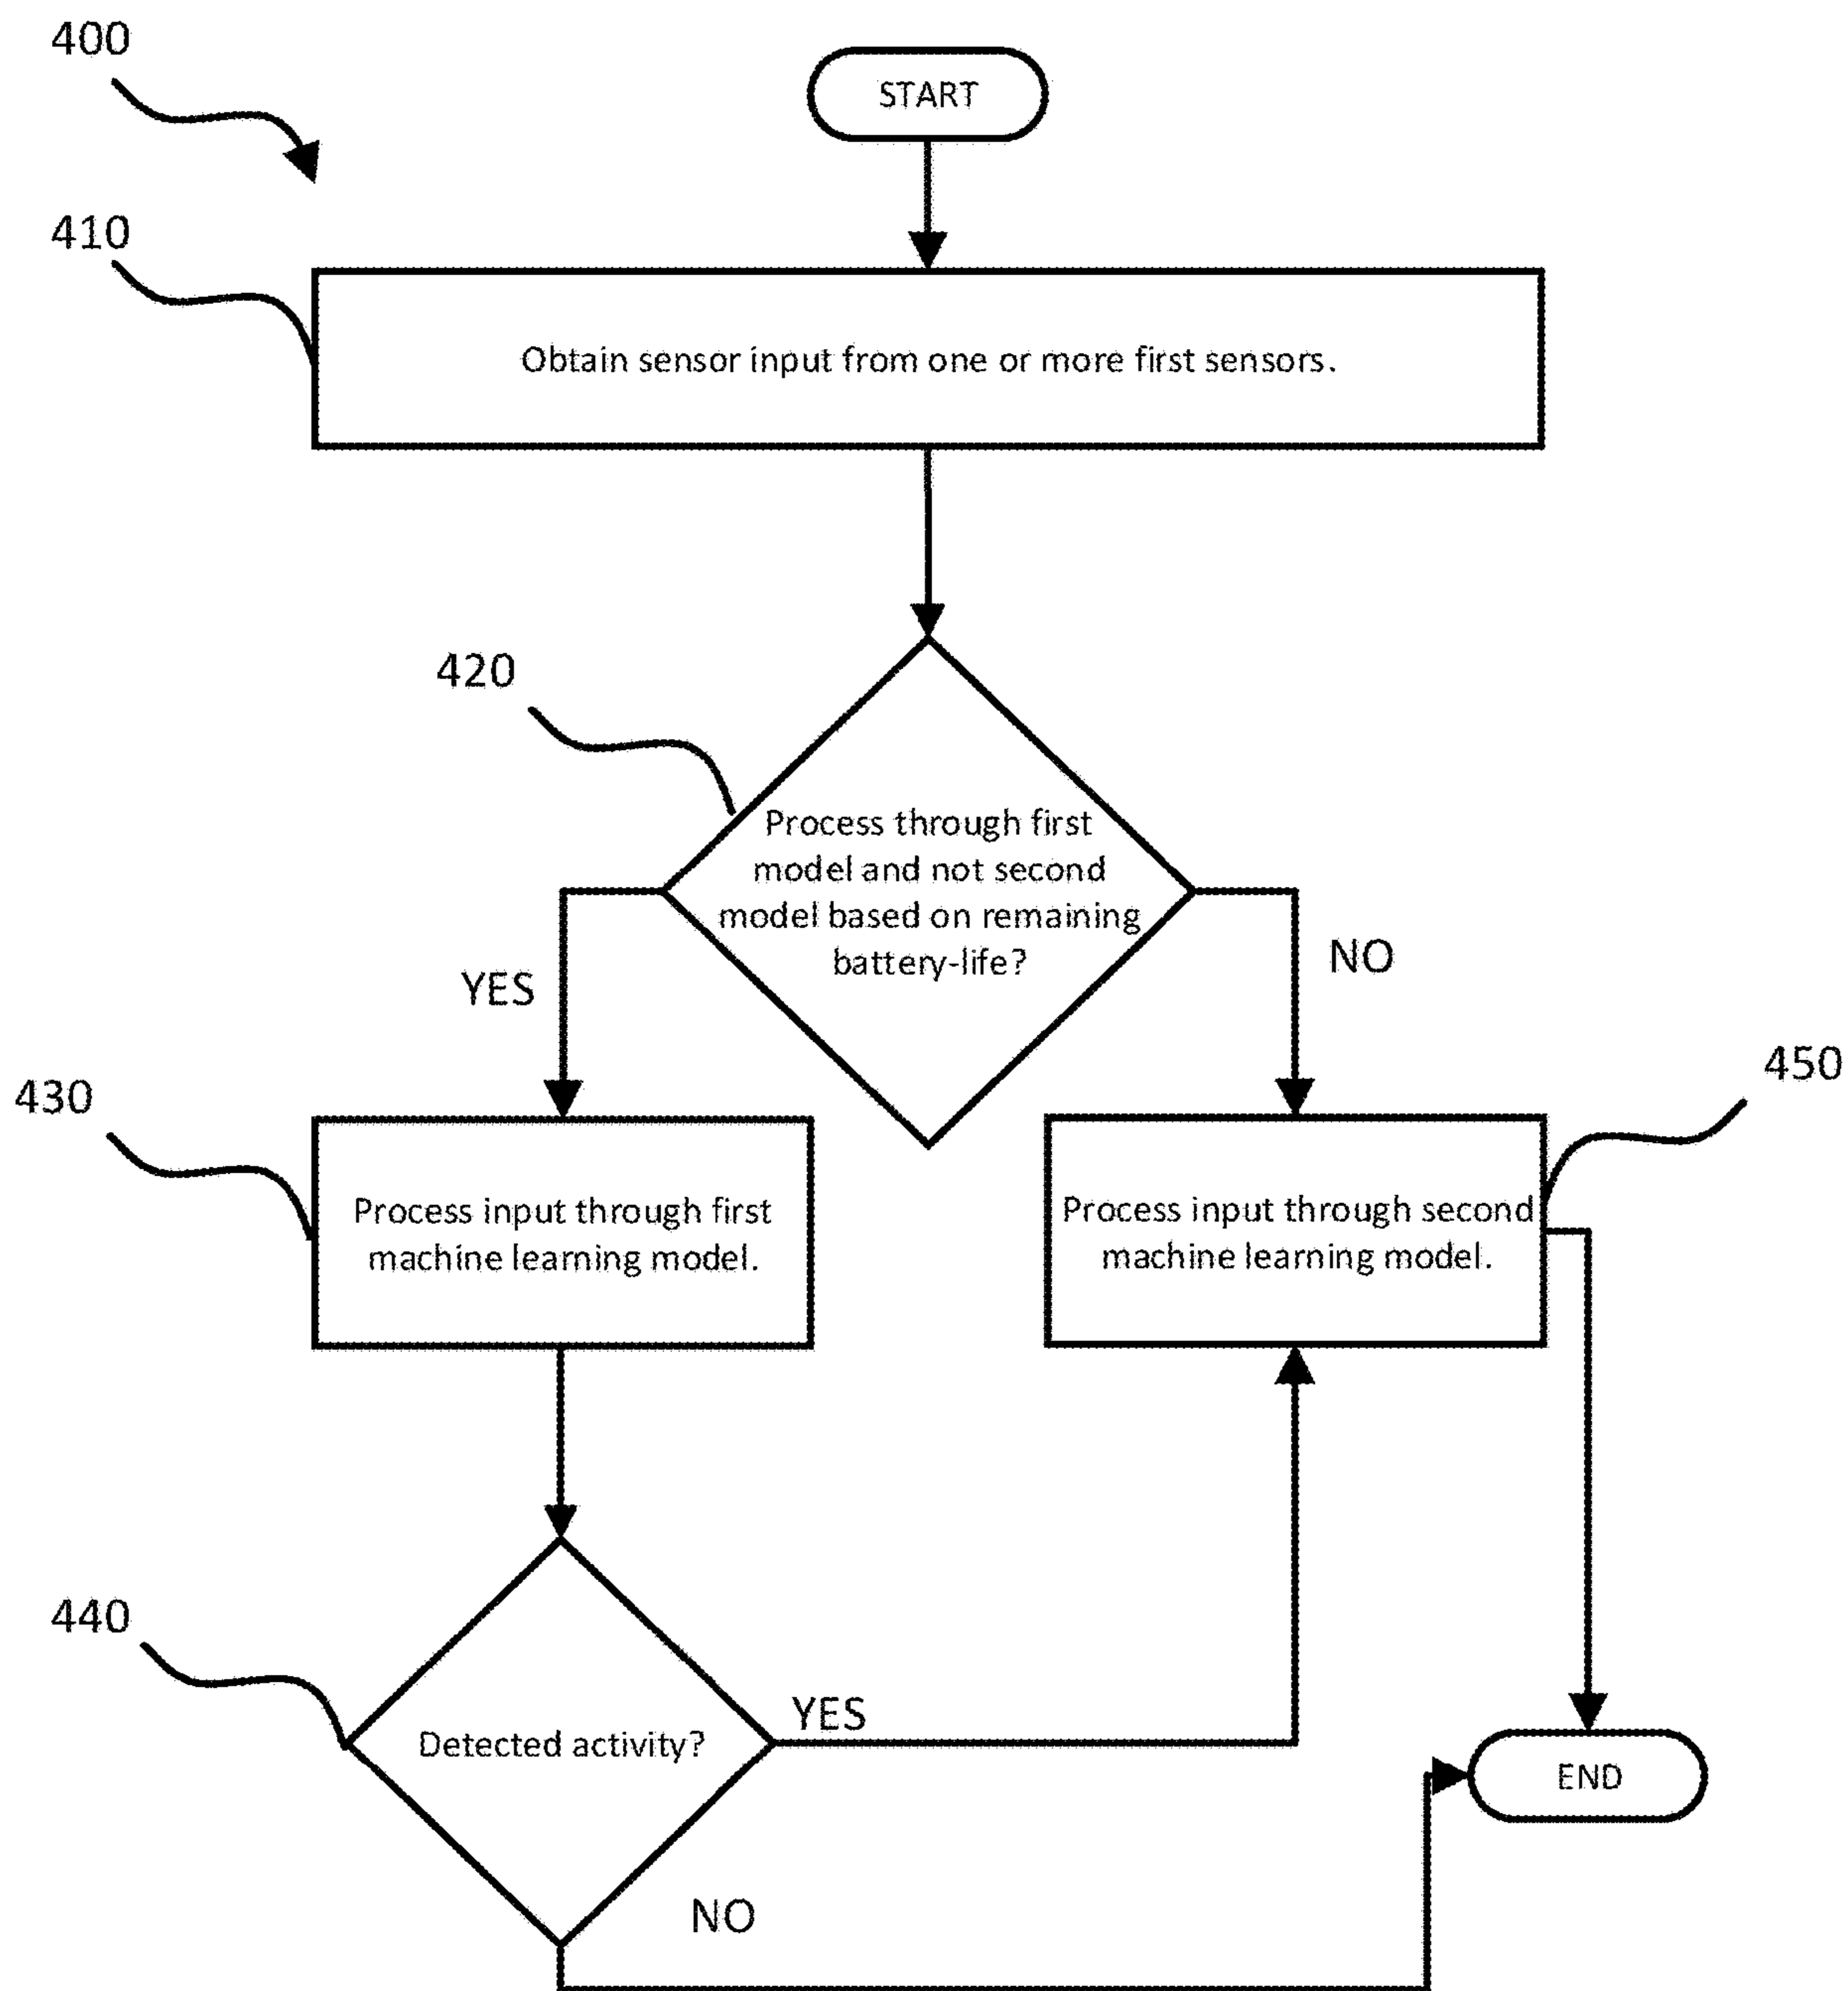 400
START
410
Obtain sensor input from one or more first sensors.
420
Process through first
model and not second
model based on remaining
battery-life?
YES
NO
430
450
Process input through first
machine learning model.
Process input through second
machine learning model.
440
Detected activity?
YES
END
NO